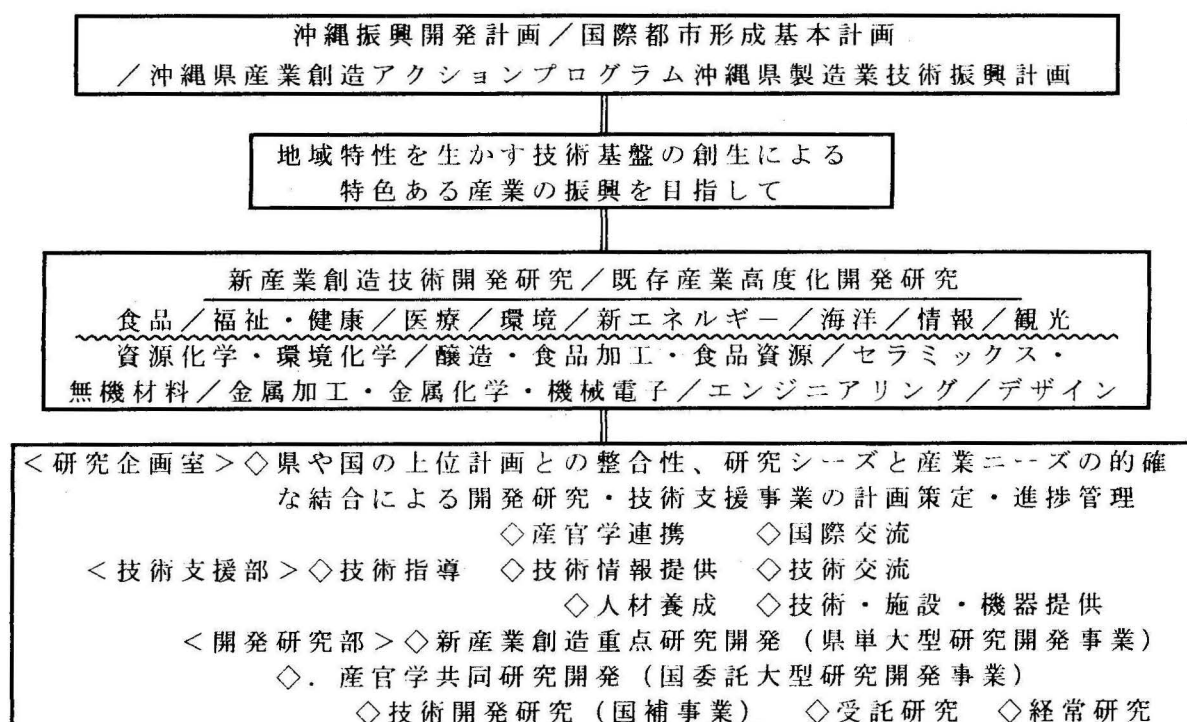 沖縄振興開発計画／国際都市形成基本計画
／沖縄県産業創造アクションプログラム沖縄県製造業技術振興計画
地域特性を生かす技術基盤の創生による
特色ある産業の振興を目指して
新産業創造技術開発研究／既存産業高度化開発研究
食品／福祉・健康／医療／環境／新エネルギー／海洋／情報／観光
資源化学・環境化学／醸造・食品加工・食品資源／セラミックス・
無機材料／金属加工・金属化学・機械電子／エンジニアリング／デザイン
＜研究企画室＞◇県や国の上位計画との整合性、研究シーズと産業ニーズの的確
な結合による開発研究・技術支援事業の計画策定・進捗管理
◇産官学連携　◇国際交流
＜技術支援部＞◇技術指導　◇技術情報提供　◇技術交流
◇人材養成　◇技術・施設・機器提供
＜開発研究部＞◇新産業創造重点研究開発（県単大型研究開発事業）
◇．産官学共同研究開発（国委託大型研究開発事業）
◇技術開発研究（国補事業）　◇受託研究　◇経常研究